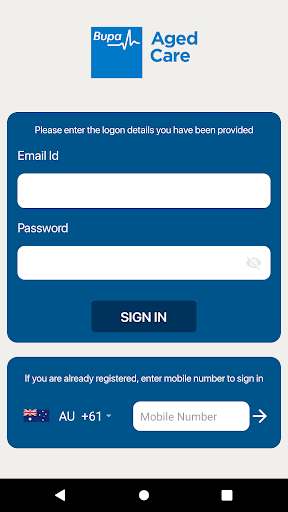 Bupa
Aged
Care
Please enter the logon details you have been provided
Email Id
Password
SIGN IN
If you are already registered, enter mobile number to sign in
AU +61 Mobile Number